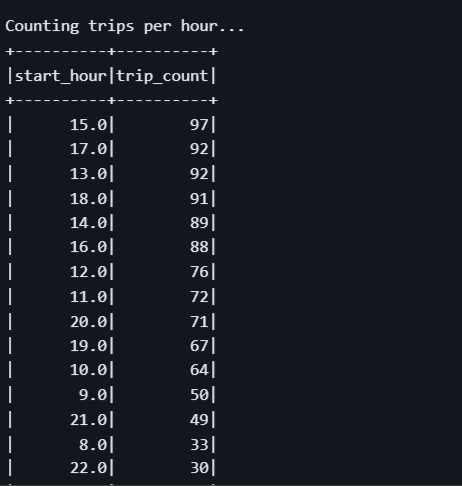 Counting trips per hour...
+----------+----------+
|start_hour|trip_count|
+----------+----------+
|      15.0|        97|
|      17.0|        92|
|      13.0|        92|
|      18.0|        91|
|      14.0|        89|
|      16.0|        88|
|      12.0|        76|
|      11.0|        72|
|      20.0|        71|
|      19.0|        67|
|      10.0|        64|
|       9.0|        50|
|      21.0|        49|
|       8.0|        33|
|      22.0|        30|